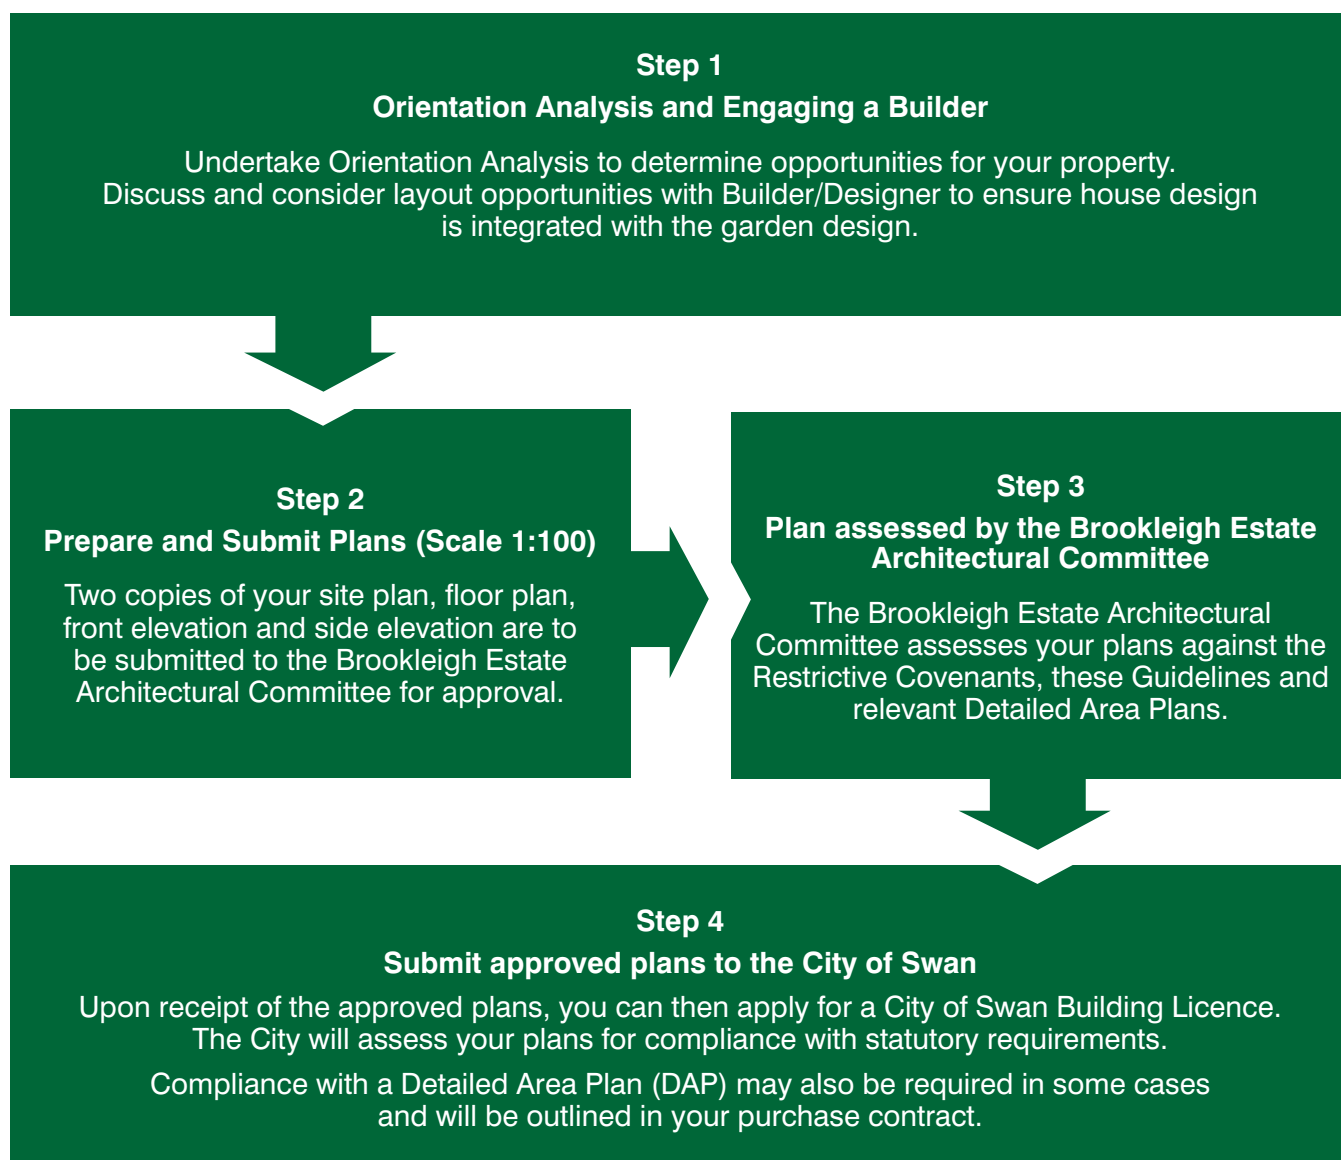 Step 1
Orientation Analysis and Engaging a Builder
Undertake Orientation Analysis to determine opportunities for your property.
Discuss and consider layout opportunities with Builder/Designer to ensure house design
is integrated with the garden design.
Step 2
Prepare and Submit Plans (Scale 1:100)
Two copies of your site plan, floor plan,
front elevation and side elevation are to
be submitted to the Brookleigh Estate
Architectural Committee for approval.
Step 3
Plan assessed by the Brookleigh Estate
Architectural Committee
The Brookleigh Estate Architectural
Committee assesses your plans against the
Restrictive Covenants, these Guidelines and
relevant Detailed Area Plans.
Step 4
Submit approved plans to the City of Swan
Upon receipt of the approved plans, you can then apply for a City of Swan Building Licence.
The City will assess your plans for compliance with statutory requirements.
Compliance with a Detailed Area Plan (DAP) may also be required in some cases
and will be outlined in your purchase contract.